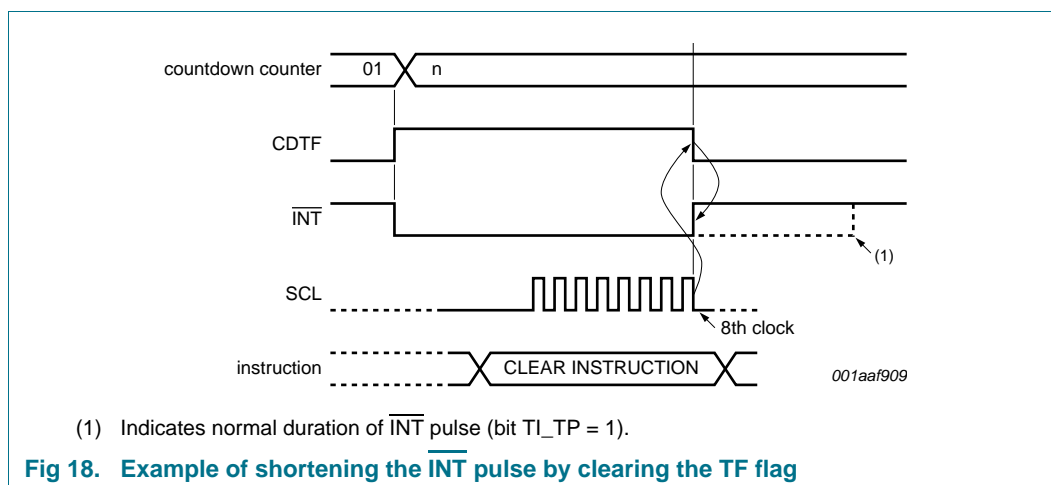 countdown counter 01 n
CDTF
INT
(1)
SCL
8th clock
instruction CLEAR INSTRUCTION
001aaf909
(1) Indicates normal duration of INT pulse (bit TI_TP = 1).
Fig 18. Example of shortening the INT pulse by clearing the TF flag